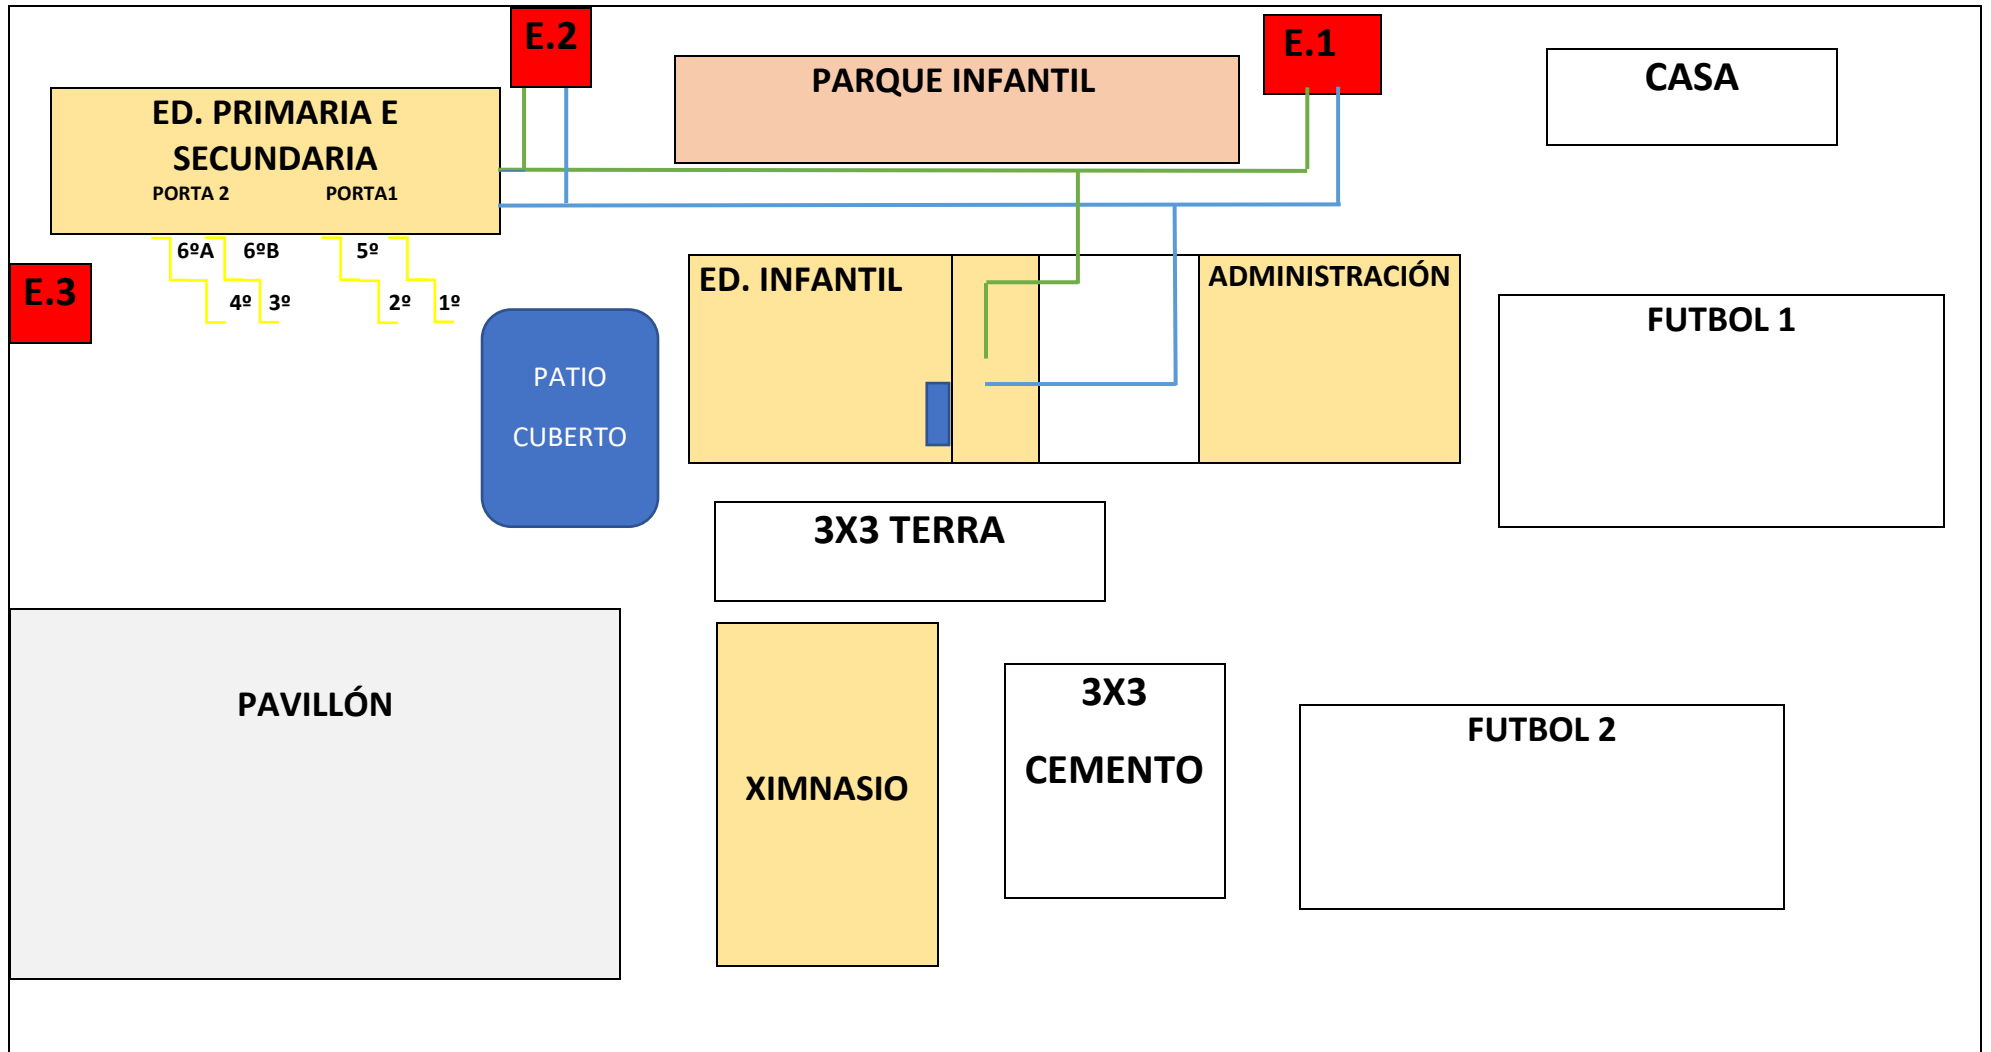 E.2
E.1
PARQUE INFANTIL
CASA
ED. PRIMARIA E
SECUNDARIA
PORTA 2
PORTA1
6ºA
6ºB
5º
E.3
4º
3º
2º
1º
ED. INFANTIL
ADMINISTRACIÓN
FUTBOL 1
PATIO
CUBERTO
3X3 TERRA
PAVILLÓN
XIMNASIO
3X3
CEMENTO
FUTBOL 2